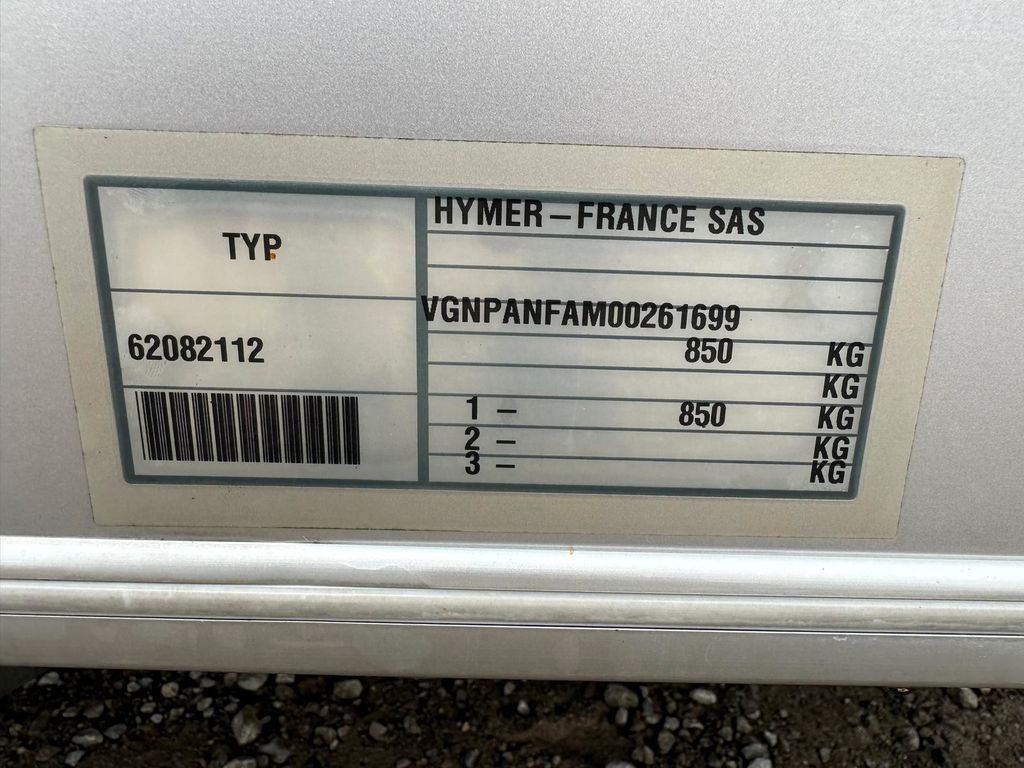 TYP
62082112
HYMER – FRANCE SAS
VGNPANFAM00261699
850 KG
KG
1 – 850 KG
2 – KG
3 – KG